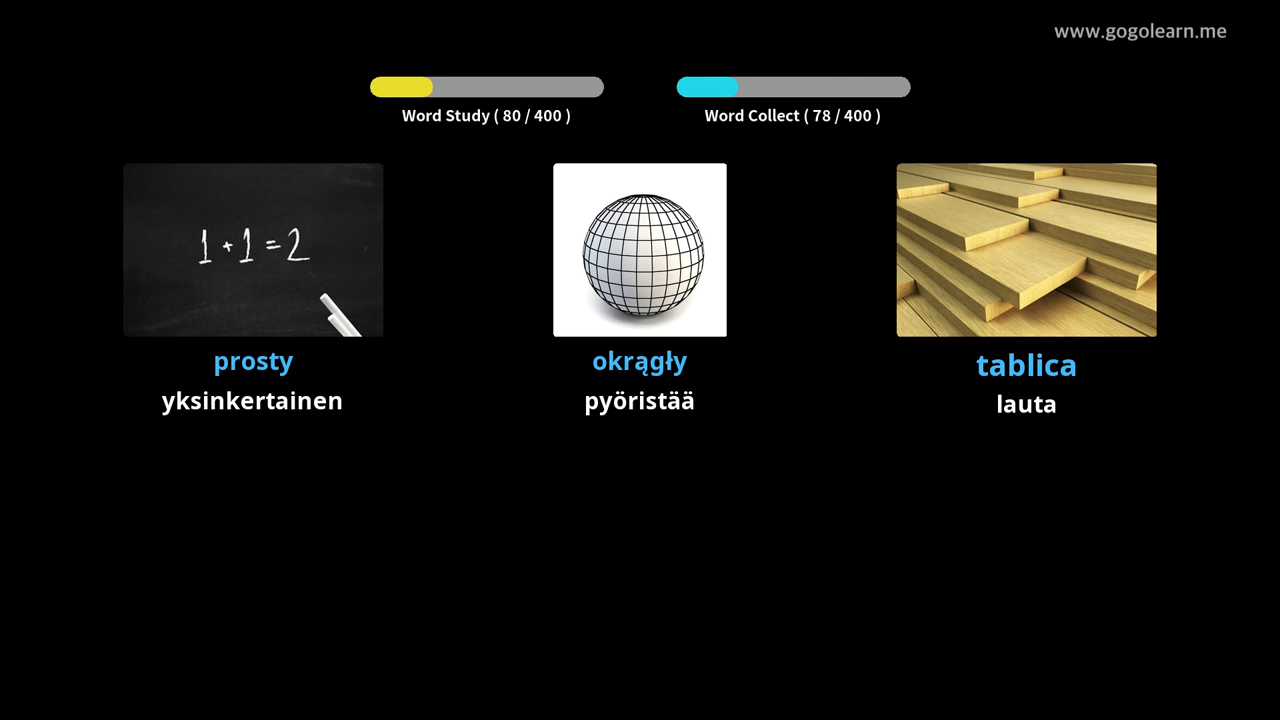 www.gogolearn.me
Word Study ( 80 / 400 )
Word Collect ( 78 / 400 )
1 + 1 = 2
prosty
okrągły
tablica
yksinkertainen
pyöristää
lauta